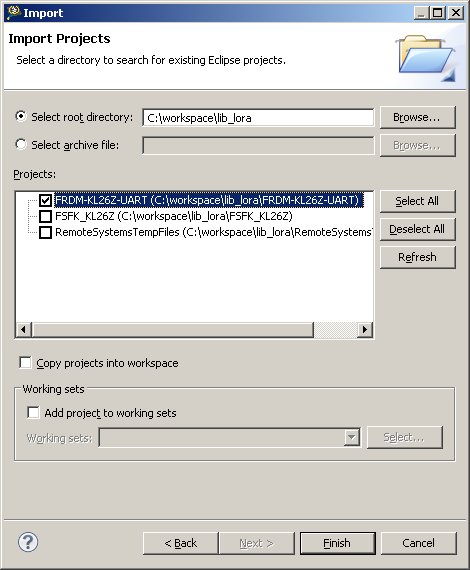 Import
Import Projects
Select a directory to search for existing Eclipse projects.
Select root directory: C:\workspace\lib_lora Browse...
Select archive file: Browse...
Projects:
FRDM-KL26Z-UART (C:\workspace\lib_lora\FRDM-KL26Z-UART) Select All
FSFK_KL26Z (C:\workspace\lib_lora\FSFK_KL26Z)
Deselect All
RemoteSystemsTempFiles (C:\workspace\lib_lora\RemoteSystemsT
Refresh
Copy projects into workspace
Working sets
Add project to working sets
Working sets: Select...
? < Back Next > Finish Cancel